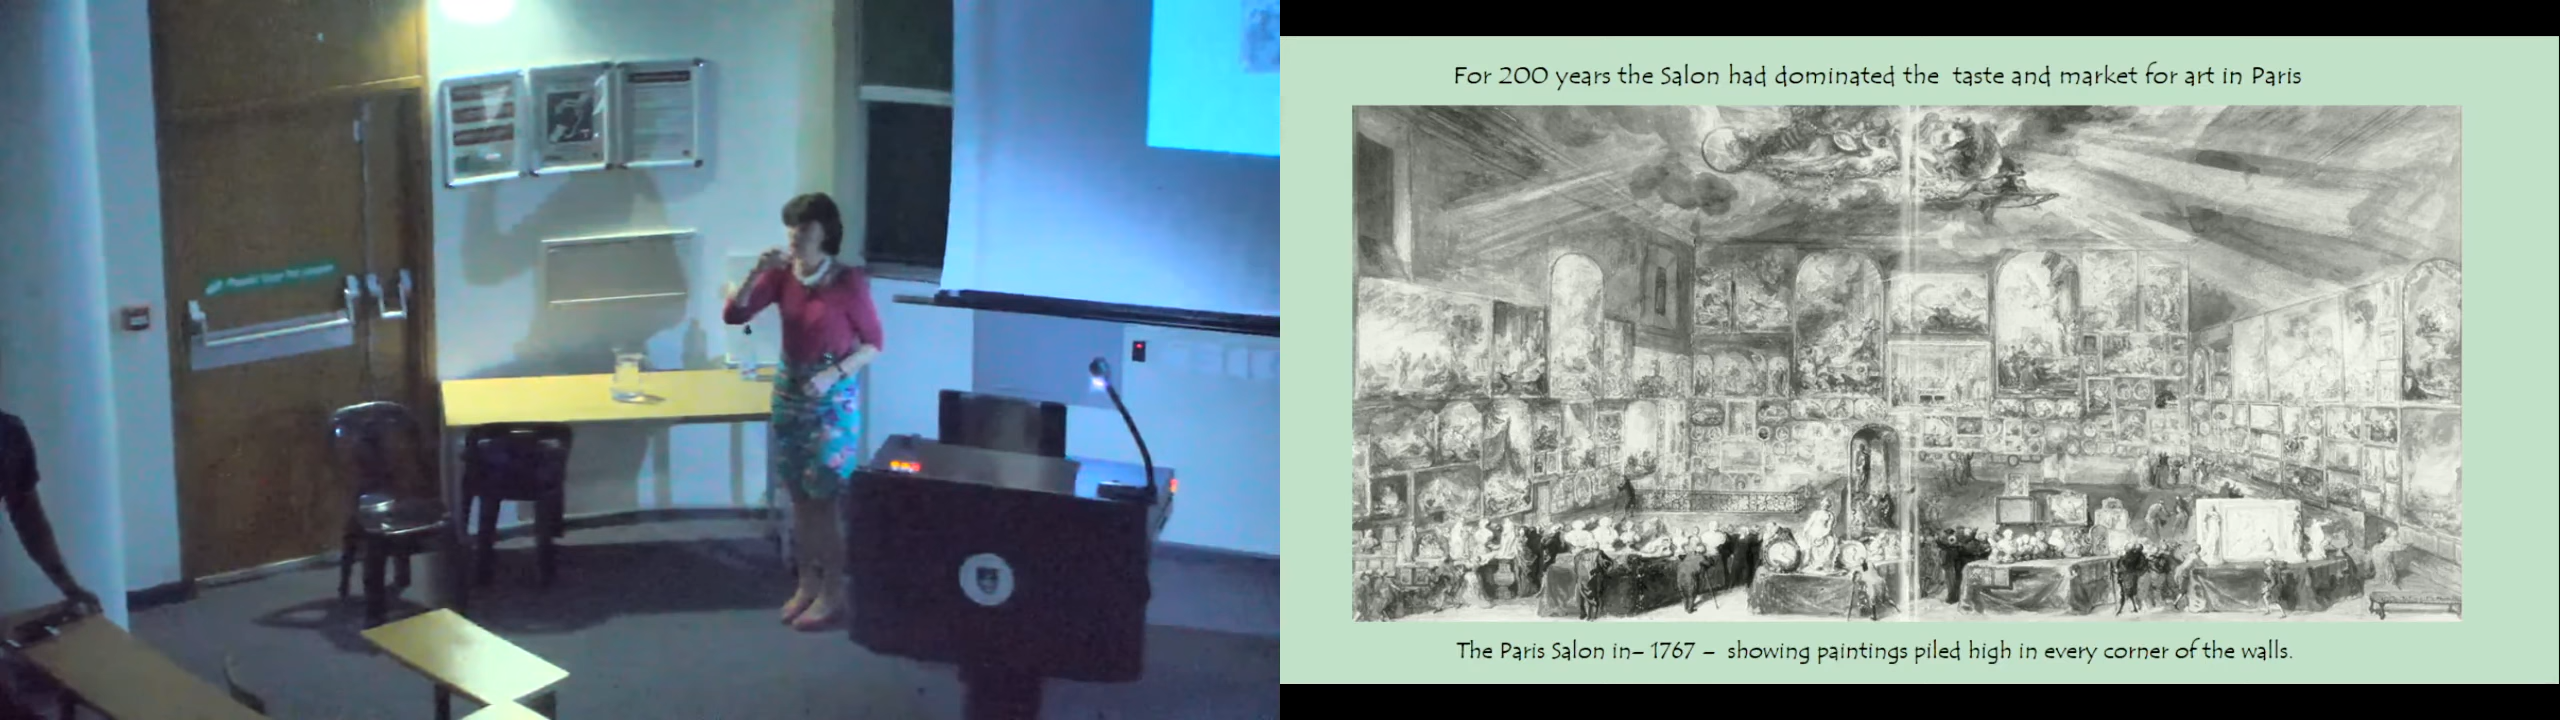 For 200 years the Salon had dominated the taste and market for art in Paris
The Paris Salon in– 1767 – showing paintings piled high in every corner of the walls.